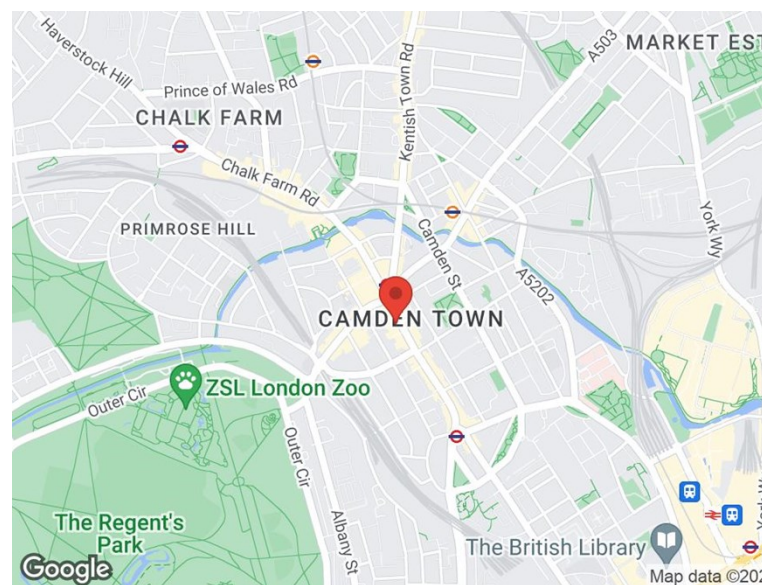 Haverstock Hill
Prince of Wales Rd
CHALK FARM
Kentish Town Rd
A503
MARKET EST
Chalk Farm Rd
PRIMROSE HILL
Camden St
York Wy
A5202
CAMDEN TOWN
ZSL London Zoo
Outer Cir
Outer Cir
Albany St
The Regent's
Park
The British Library
York W
Google
Map data ©202